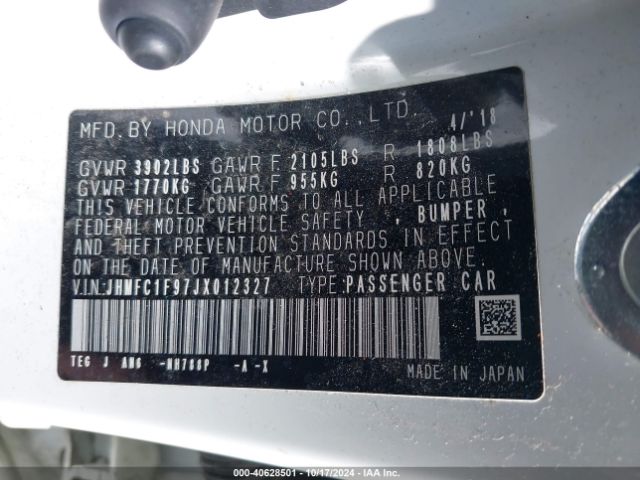 MFD. BY HONDA MOTOR CO., LTD. 4/'18
GVWR 3902LBS GAWR F 2105LBS R 1808LBS
GVWR 1770KG GAWR F 955KG R 820KG
THIS VEHICLE CONFORMS TO ALL APPLICABLE
FEDERAL MOTOR VEHICLE SAFETY , BUMPER ,
AND THEFT PREVENTION STANDARDS IN EFFECT
ON THE DATE OF MANUFACTURE SHOWN ABOVE.
V.I.N: JHMFC1F97JX012327 TYPE: PASSENGER CAR
TEG J AH6 -NH788P -A -X
MADE IN JAPAN
000-40628501 - 10/17/2024 - IAA Inc.